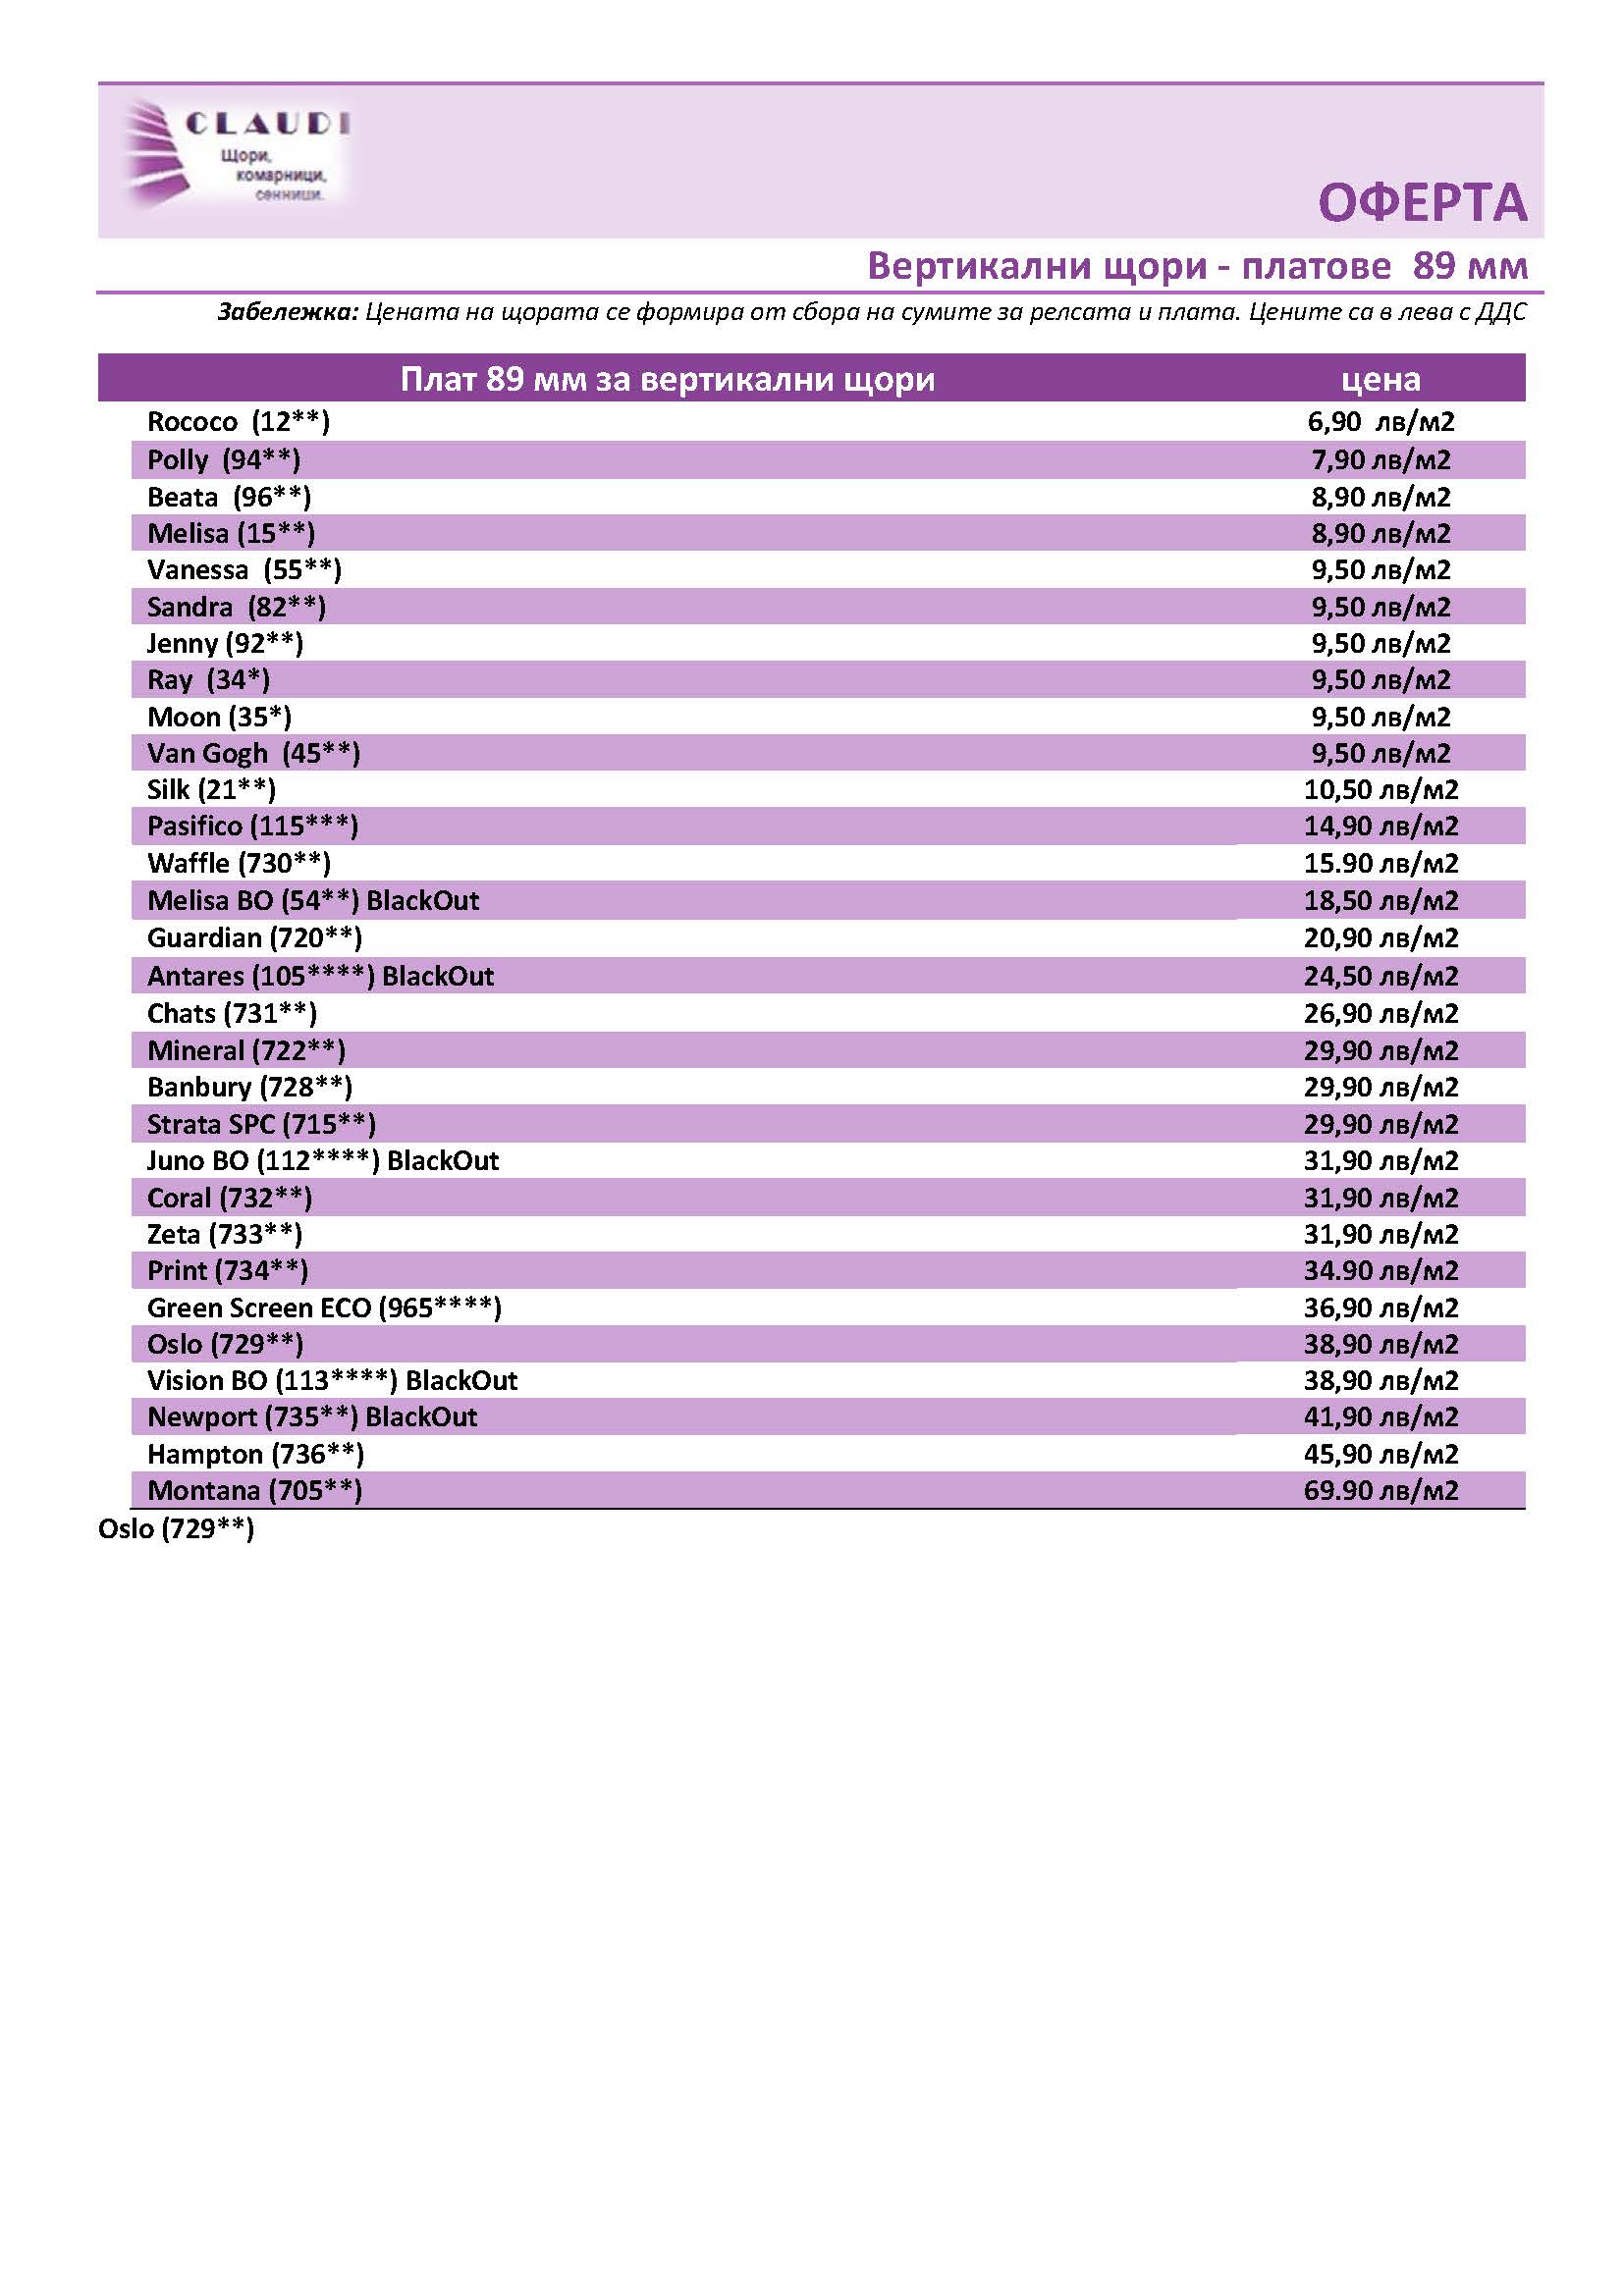 CLAUDI
Щори,
комарници,
сенници.
ОФЕРТА
Вертикални щори - платове 89 мм
Забележка: Цената на щората се формира от сбора на сумите за релсата и плата. Цените са в лева с ДДС
Плат 89 мм за вертикални щори цена
Rococo (12**) 6,90 лв/м2
Polly (94**) 7,90 лв/м2
Beata (96**) 8,90 лв/м2
Melisa (15**) 8,90 лв/м2
Vanessa (55**) 9,50 лв/м2
Sandra (82**) 9,50 лв/м2
Jenny (92**) 9,50 лв/м2
Ray (34*) 9,50 лв/м2
Moon (35*) 9,50 лв/м2
Van Gogh (45**) 9,50 лв/м2
Silk (21**) 10,50 лв/м2
Pasifico (115***) 14,90 лв/м2
Waffle (730**) 15.90 лв/м2
Melisa BO (54**) BlackOut 18,50 лв/м2
Guardian (720**) 20,90 лв/м2
Antares (105****) BlackOut 24,50 лв/м2
Chats (731**) 26,90 лв/м2
Mineral (722**) 29,90 лв/м2
Banbury (728**) 29,90 лв/м2
Strata SPC (715**) 29,90 лв/м2
Juno BO (112****) BlackOut 31,90 лв/м2
Coral (732**) 31,90 лв/м2
Zeta (733**) 31,90 лв/м2
Print (734**) 34.90 лв/м2
Green Screen ECO (965****) 36,90 лв/м2
Oslo (729**) 38,90 лв/м2
Vision BO (113****) BlackOut 38,90 лв/м2
Newport (735**) BlackOut 41,90 лв/м2
Hampton (736**) 45,90 лв/м2
Montana (705**) 69.90 лв/м2
Oslo (729**)